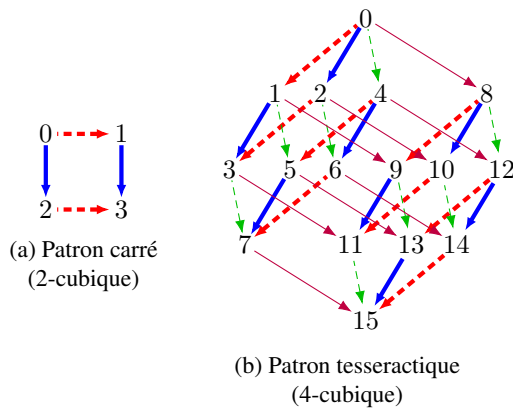 0
1 2 4 8
3 5 6 9 10 12
7 11 13 14
15
0 1
2 3
(a) Patron carré
(2-cubique)
(b) Patron tesseractique
(4-cubique)